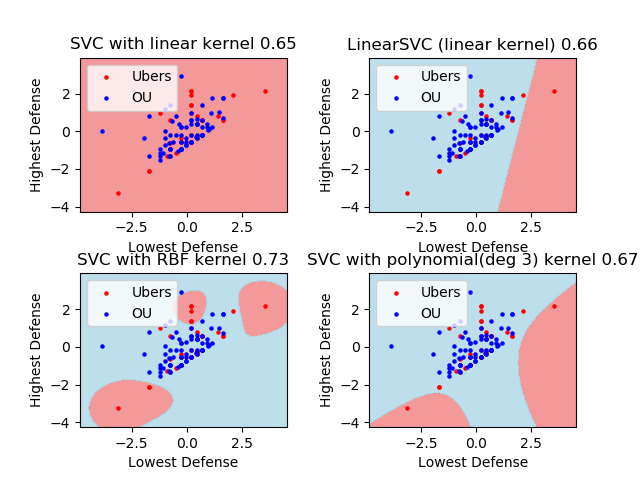 SVC with linear kernel 0.65
Ubers
OU
Highest Defense
2
0
−2
−4
−2.5 0.0 2.5
Lowest Defense
LinearSVC (linear kernel) 0.66
Ubers
OU
Highest Defense
2
0
−2
−4
−2.5 0.0 2.5
Lowest Defense
SVC with RBF kernel 0.73
Ubers
OU
Highest Defense
2
0
−2
−4
−2.5 0.0 2.5
Lowest Defense
SVC with polynomial(deg 3) kernel 0.67
Ubers
OU
Highest Defense
2
0
−2
−4
−2.5 0.0 2.5
Lowest Defense